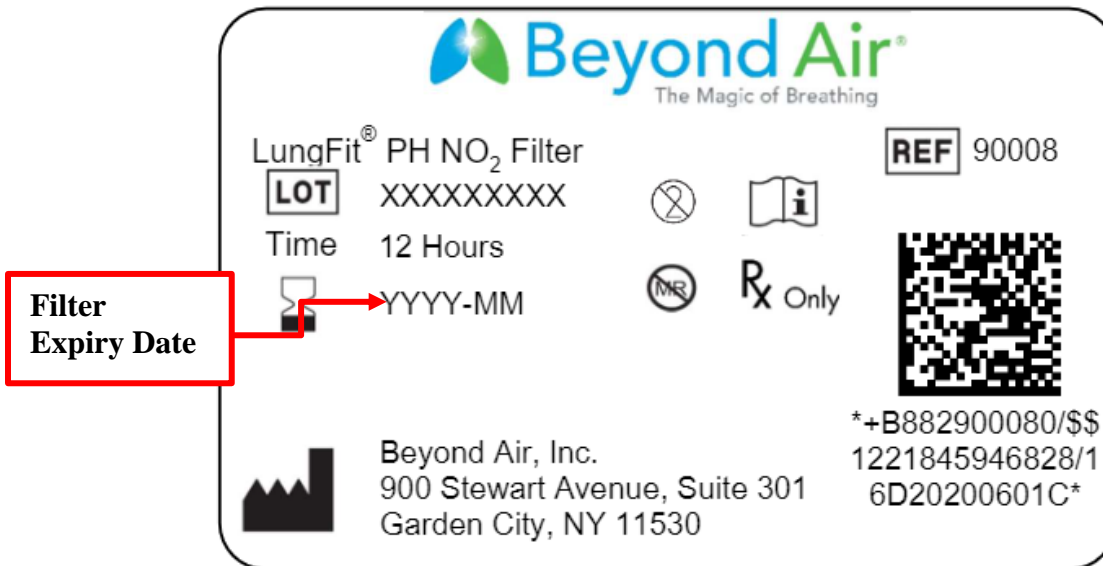 Beyond Air®
The Magic of Breathing
LungFit® PH NO₂ Filter
REF 90008
LOT XXXXXXXXX
2
i
Time 12 Hours
Filter
Expiry Date
YYYY-MM
MR
Rx Only
*+B882900080/$$
1221845946828/1
6D20200601C*
Beyond Air, Inc.
900 Stewart Avenue, Suite 301
Garden City, NY 11530